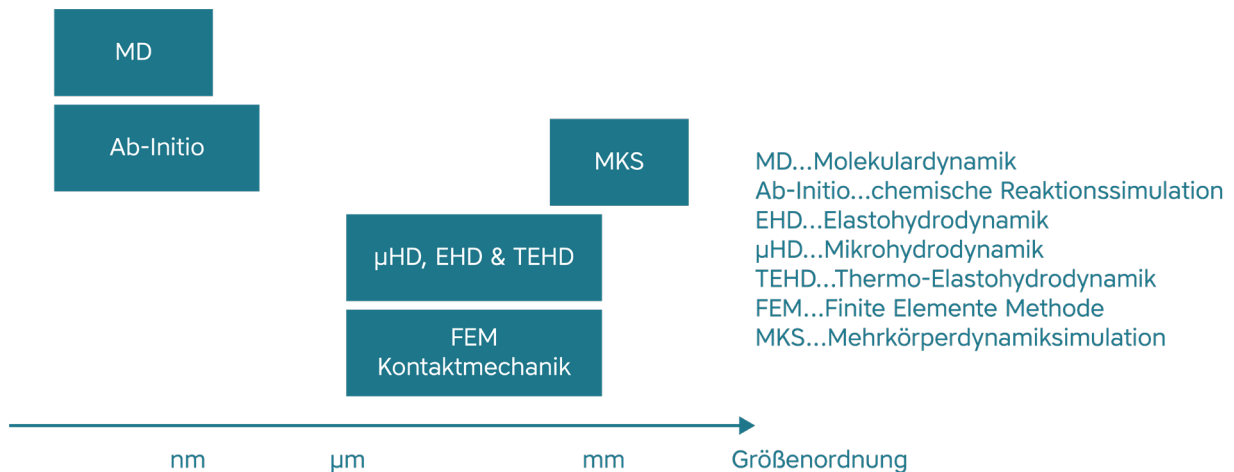 MD
Ab-Initio
MKS
µHD, EHD & TEHD
FEM
Kontaktmechanik
MD...Molekulardynamik
Ab-Initio...chemische Reaktionssimulation
EHD...Elastohydrodynamik
µHD...Mikrohydrodynamik
TEHD...Thermo-Elastohydrodynamik
FEM...Finite Elemente Methode
MKS...Mehrkörperdynamiksimulation
nm µm mm Größenordnung